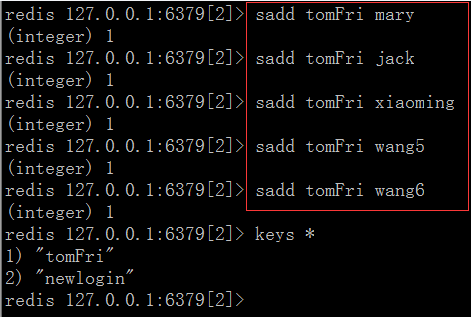 redis 127.0.0.1:6379[2]> sadd tomFri mary
(integer) 1
redis 127.0.0.1:6379[2]> sadd tomFri jack
(integer) 1
redis 127.0.0.1:6379[2]> sadd tomFri xiaoming
(integer) 1
redis 127.0.0.1:6379[2]> sadd tomFri wang5
(integer) 1
redis 127.0.0.1:6379[2]> sadd tomFri wang6
(integer) 1
redis 127.0.0.1:6379[2]> keys *
1) "tomFri"
2) "newlogin"
redis 127.0.0.1:6379[2]>